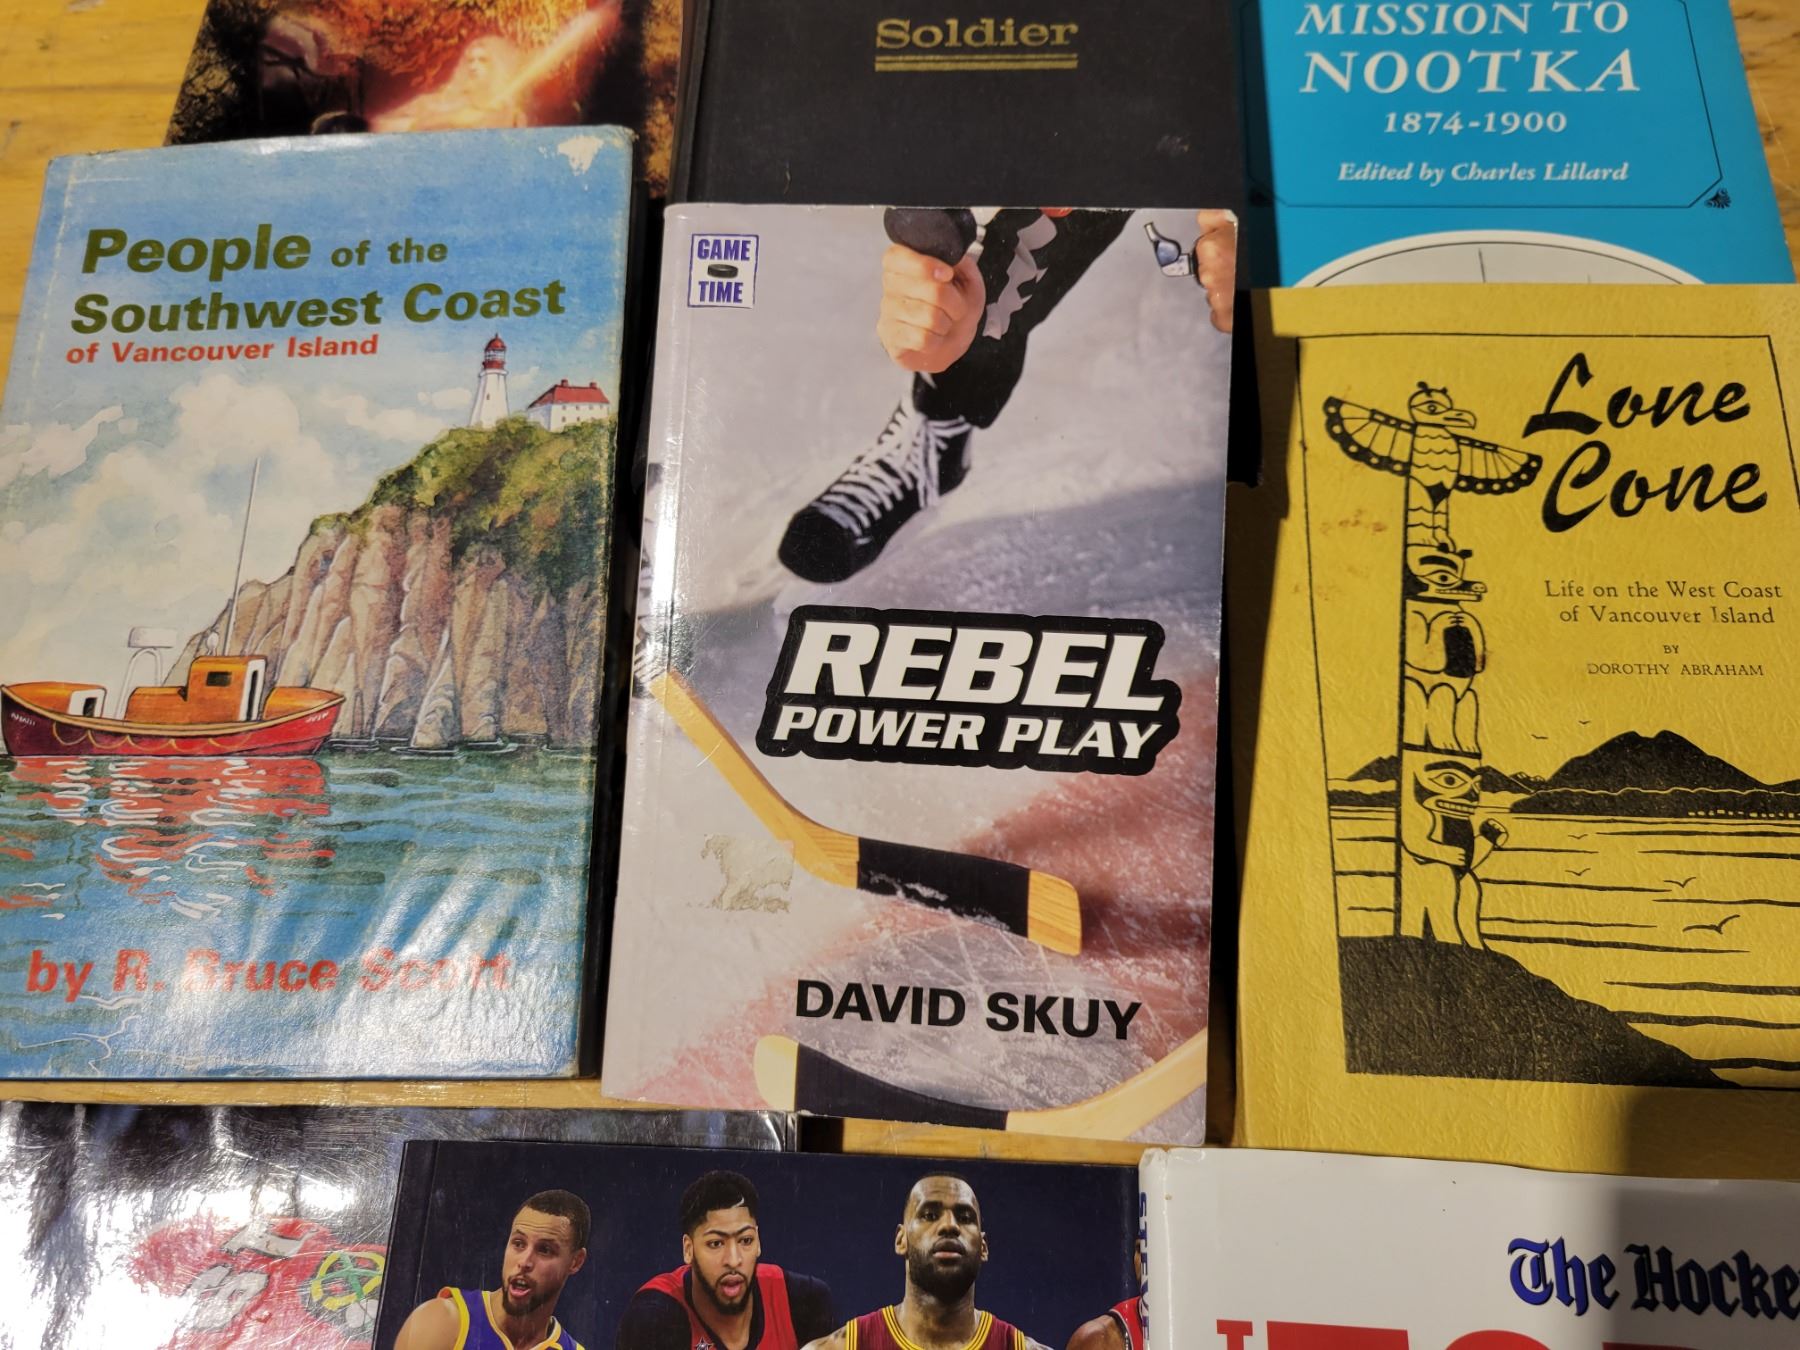 Soldier
MISSION TO
NOOTKA
1874-1900
Edited by Charles Lillard
People of the
Southwest Coast
of Vancouver Island
by R. Bruce Scott
GAME
TIME
REBEL
POWER PLAY
DAVID SKUY
Lone
Cone
Life on the West Coast
of Vancouver Island
BY
DOROTHY ABRAHAM
The Hocke